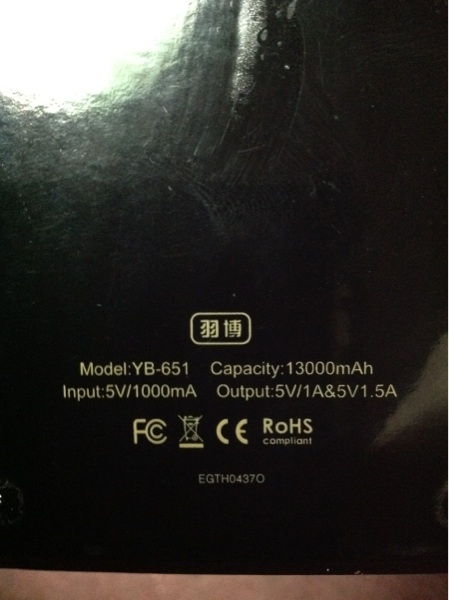 羽博
Model:YB-651 Capacity:13000mAh
Input:5V/1000mA Output:5V/1A&5V1.5A
FC CE RoHS
compliant
EGTH0437O